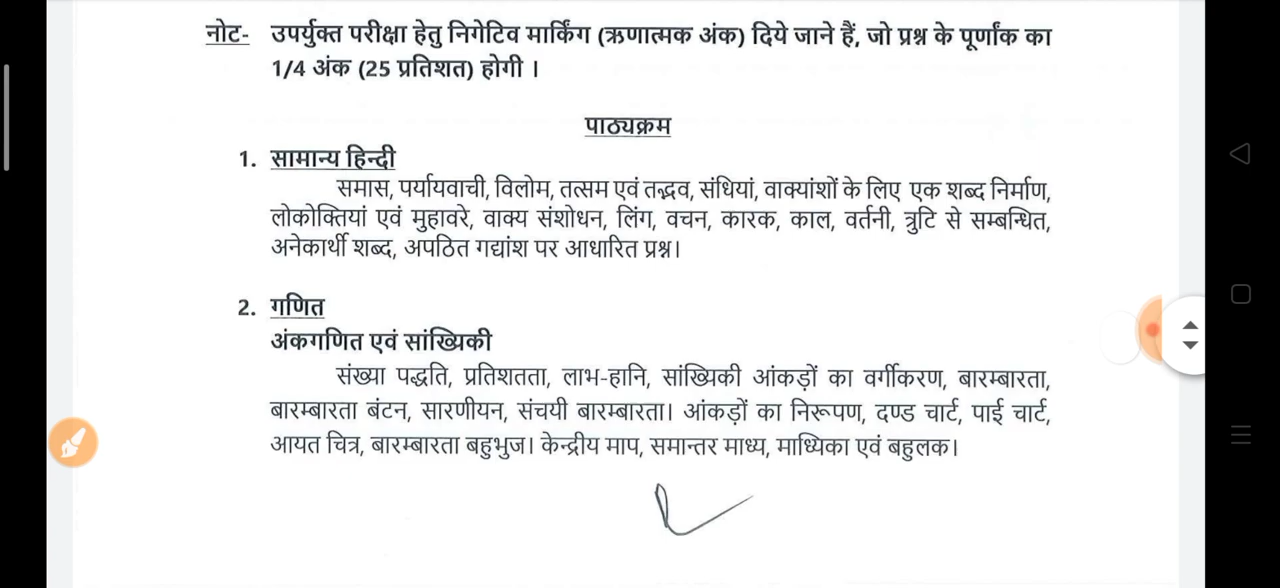 नोट- उपर्युक्त परीक्षा हेतु निगेटिव मार्किंग (ऋणात्मक अंक) दिये जाने हैं, जो प्रश्न के पूर्णांक का
1/4 अंक (25 प्रतिशत) होगी ।
पाठ्यक्रम
1. सामान्य हिन्दी
समास, पर्यायवाची, विलोम, तत्सम एवं तद्भव, संधियां, वाक्यांशों के लिए एक शब्द निर्माण,
लोकोक्तियां एवं मुहावरे, वाक्य संशोधन, लिंग, वचन, कारक, काल, वर्तनी, त्रुटि से सम्बन्धित,
अनेकार्थी शब्द, अपठित गद्यांश पर आधारित प्रश्न।
2. गणित
अंकगणित एवं सांख्यिकी
संख्या पद्धति, प्रतिशतता, लाभ-हानि, सांख्यिकी आंकड़ों का वर्गीकरण, बारम्बारता,
बारम्बारता बंटन, सारणीयन, संचयी बारम्बारता। आंकड़ों का निरूपण, दण्ड चार्ट, पाई चार्ट,
आयत चित्र, बारम्बारता बहुभुज। केन्द्रीय माप, समान्तर माध्य, माध्यिका एवं बहुलक।